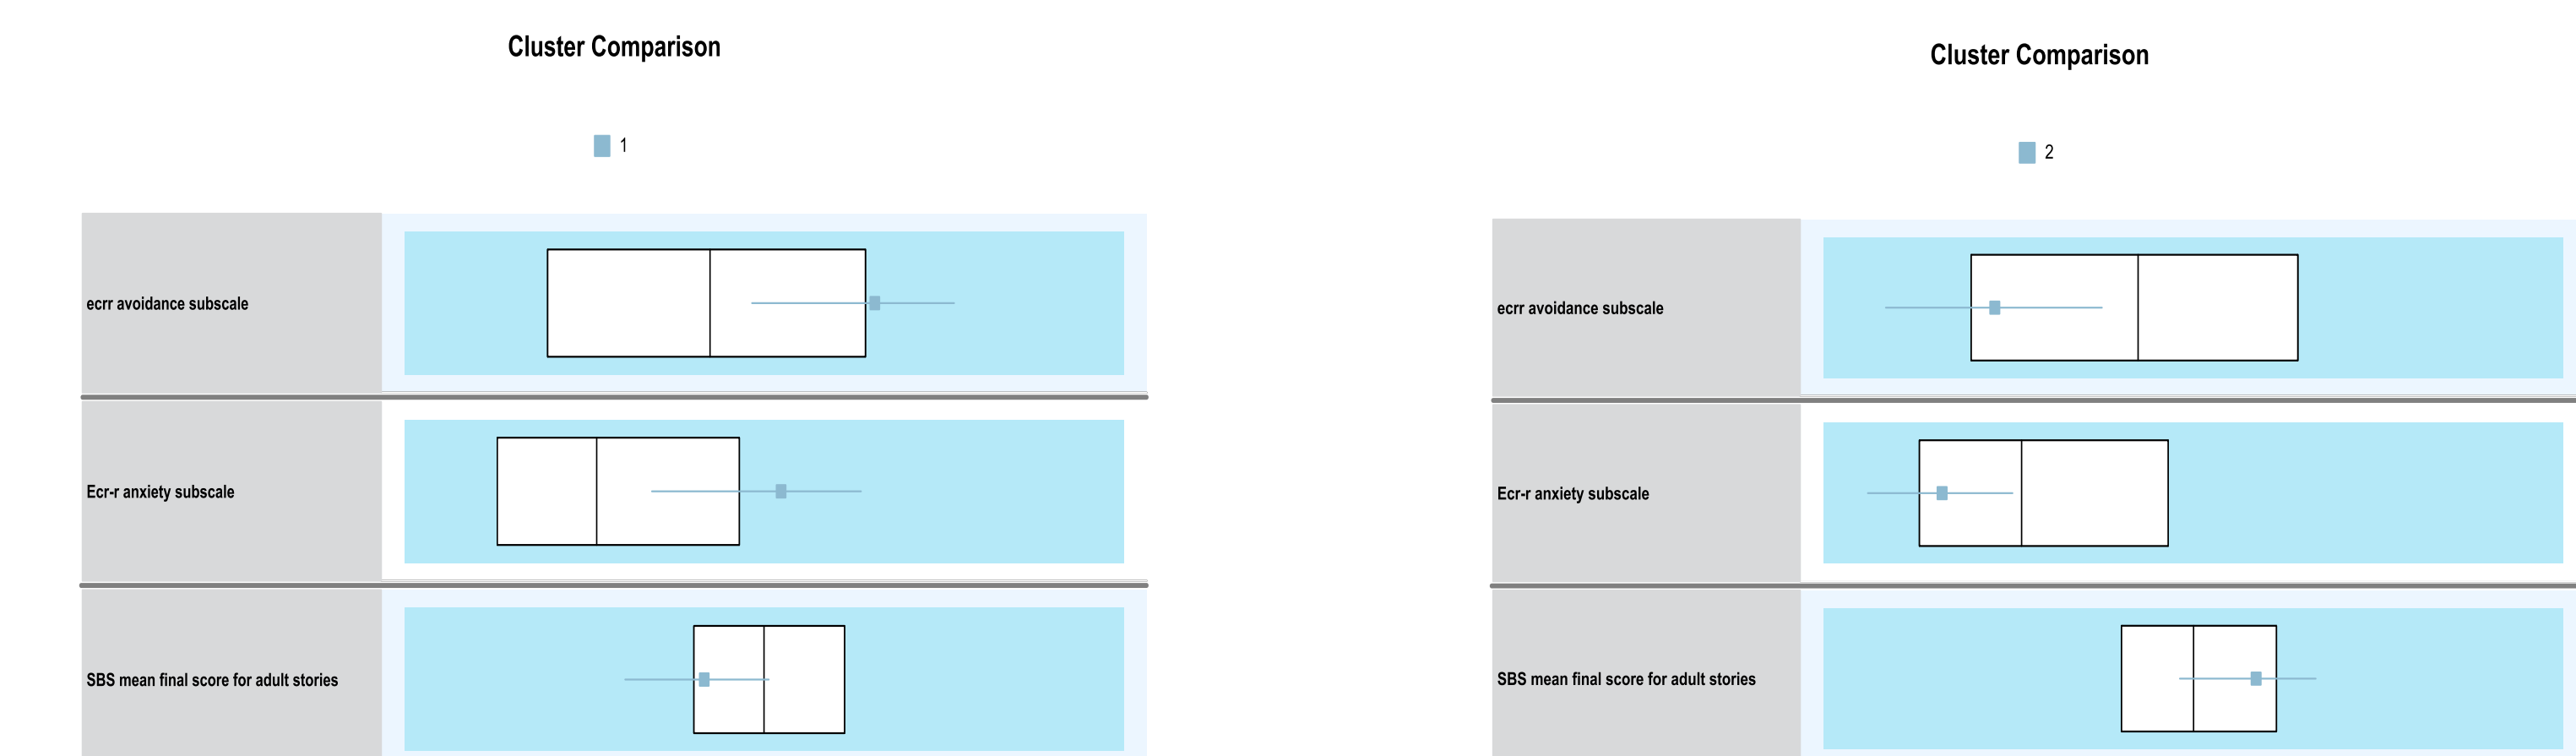 Cluster Comparison
1
ecrr avoidance subscale
Ecr-r anxiety subscale
SBS mean final score for adult stories
Cluster Comparison
2
ecrr avoidance subscale
Ecr-r anxiety subscale
SBS mean final score for adult stories